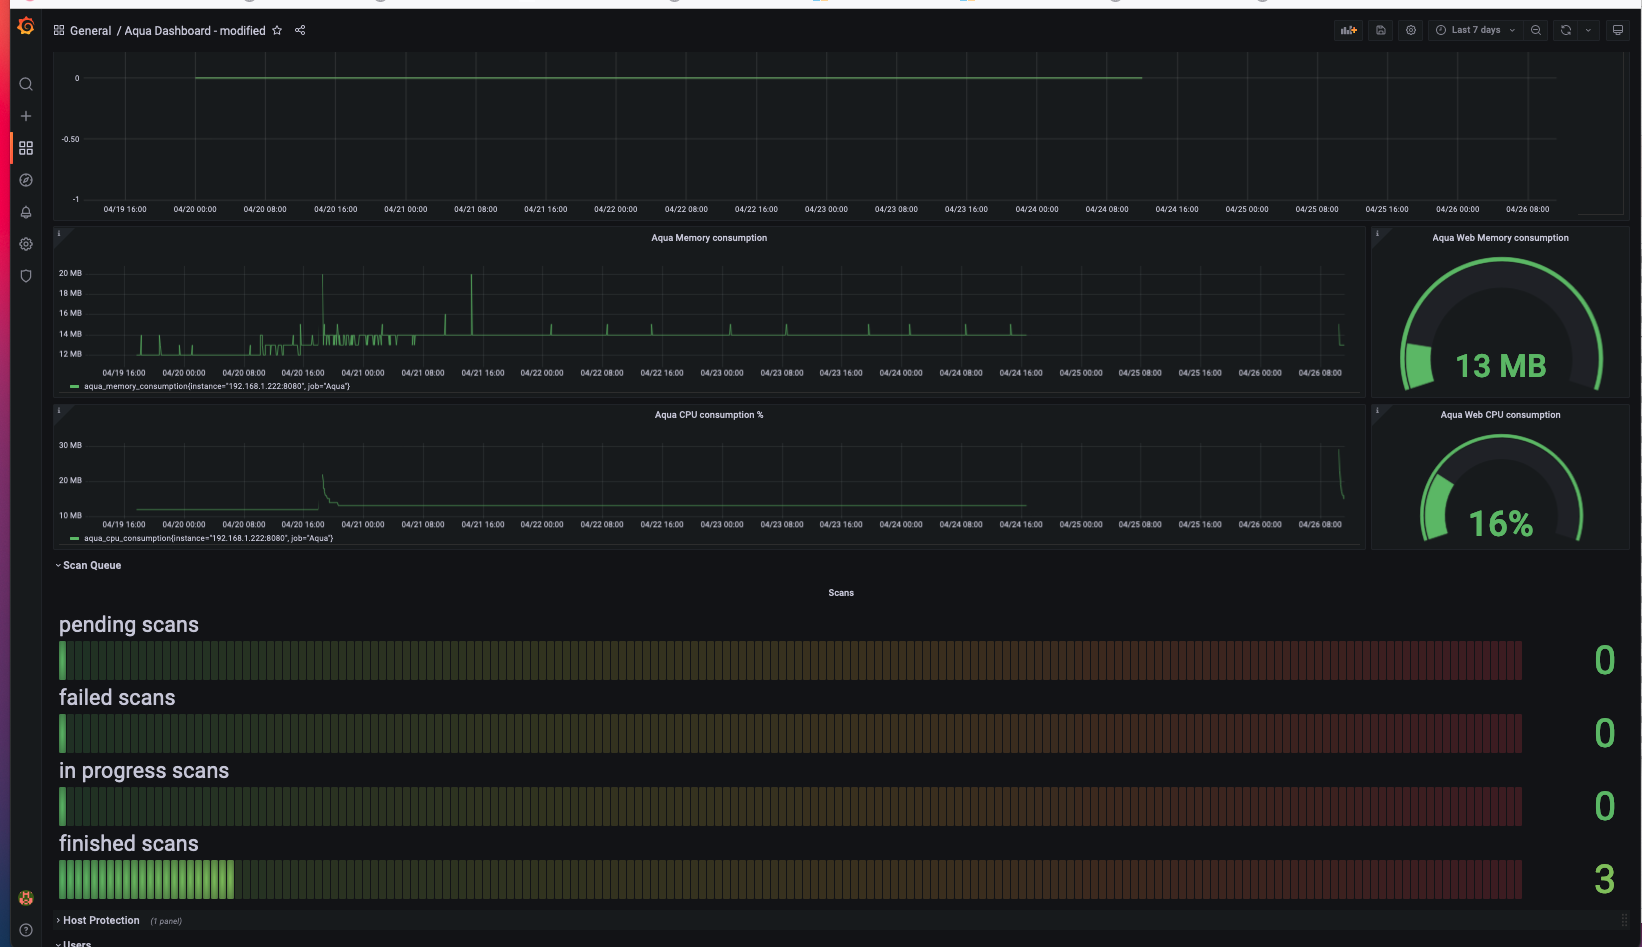 General / Aqua Dashboard - modified
Last 7 days
0
-0.50
-1
04/19 16:00 04/20 00:00 04/20 08:00 04/20 16:00 04/21 00:00 04/21 08:00 04/21 16:00 04/22 00:00 04/22 08:00 04/22 16:00 04/23 00:00 04/23 08:00 04/23 16:00 04/24 00:00 04/24 08:00 04/24 16:00 04/25 00:00 04/25 08:00 04/25 16:00 04/26 00:00 04/26 08:00
i
Aqua Memory consumption
20 MB
18 MB
16 MB
14 MB
12 MB
04/19 16:00 04/20 00:00 04/20 08:00 04/20 16:00 04/21 00:00 04/21 08:00 04/21 16:00 04/22 00:00 04/22 08:00 04/22 16:00 04/23 00:00 04/23 08:00 04/23 16:00 04/24 00:00 04/24 08:00 04/24 16:00 04/25 00:00 04/25 08:00 04/25 16:00 04/26 00:00 04/26 08:00
aqua_memory_consumption{instance="192.168.1.222:8080", job="Aqua"}
i
Aqua Web Memory consumption
13 MB
i
Aqua CPU consumption %
30 MB
20 MB
10 MB
04/19 16:00 04/20 00:00 04/20 08:00 04/20 16:00 04/21 00:00 04/21 08:00 04/21 16:00 04/22 00:00 04/22 08:00 04/22 16:00 04/23 00:00 04/23 08:00 04/23 16:00 04/24 00:00 04/24 08:00 04/24 16:00 04/25 00:00 04/25 08:00 04/25 16:00 04/26 00:00 04/26 08:00
aqua_cpu_consumption{instance="192.168.1.222:8080", job="Aqua"}
i
Aqua Web CPU consumption
16%
Scan Queue
Scans
pending scans
0
failed scans
0
in progress scans
0
finished scans
3
Host Protection (1 panel)
Users